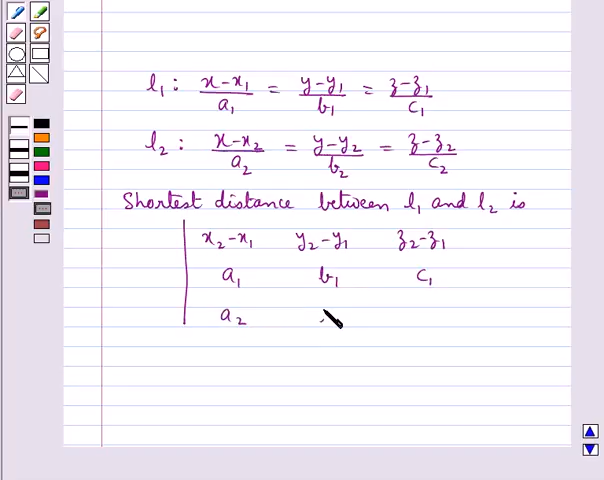 l₁ : x-x₁/a₁ = y-y₁/b₁ = z-z₁/c₁
l₂ : x-x₂/a₂ = y-y₂/b₂ = z-z₂/c₂
Shortest distance between l₁ and l₂ is
| x₂-x₁ y₂-y₁ z₂-z₁
a₁ b₁ c₁
a₂